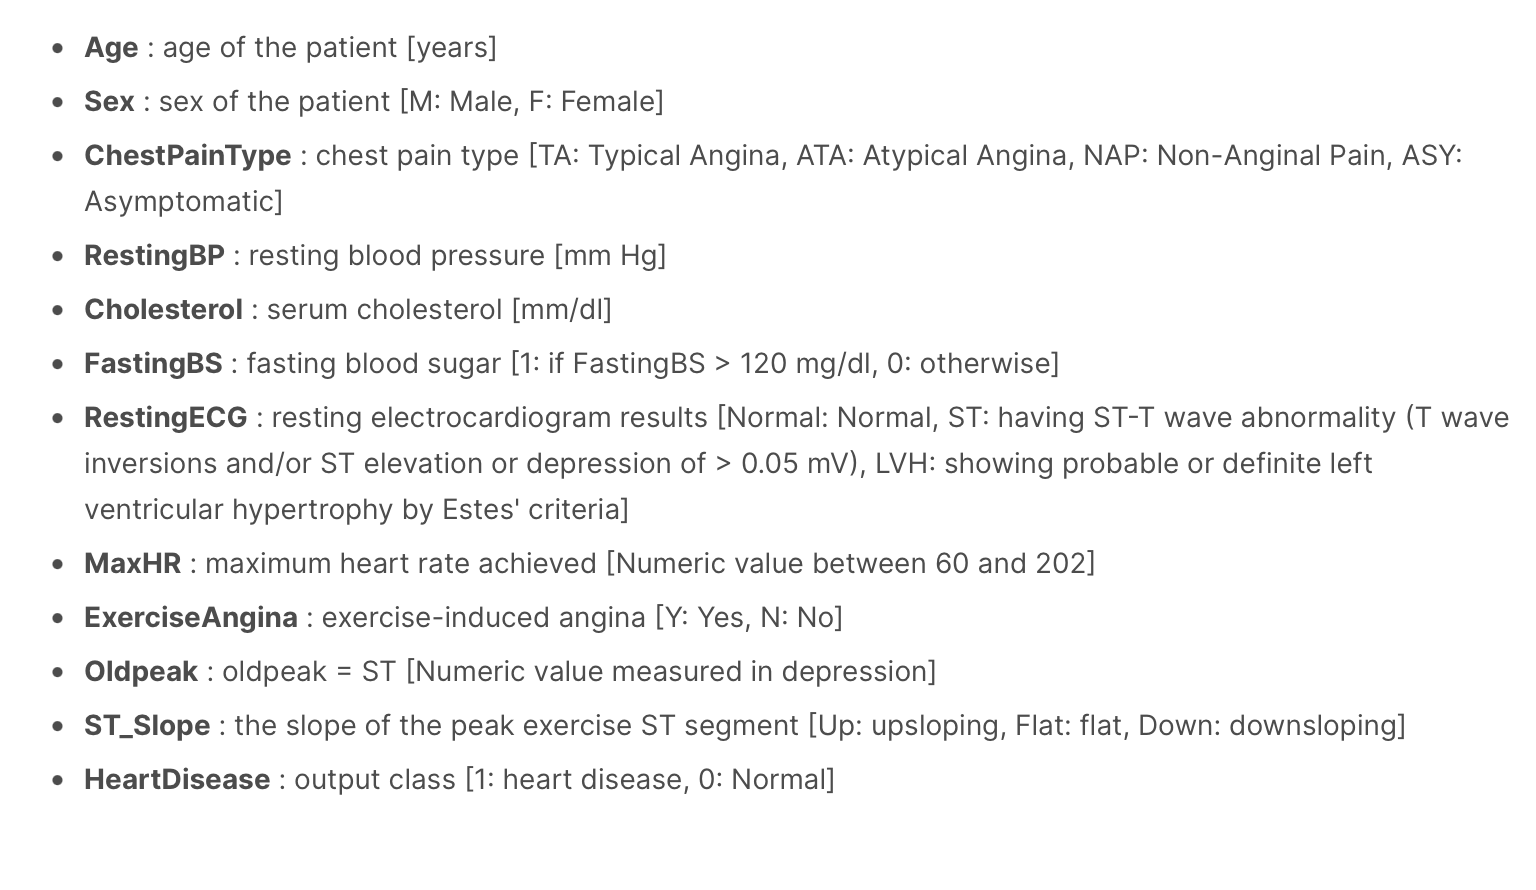 • Age : age of the patient [years]
• Sex : sex of the patient [M: Male, F: Female]
• ChestPainType : chest pain type [TA: Typical Angina, ATA: Atypical Angina, NAP: Non-Anginal Pain, ASY:
Asymptomatic]
• RestingBP : resting blood pressure [mm Hg]
• Cholesterol : serum cholesterol [mm/dl]
• FastingBS : fasting blood sugar [1: if FastingBS > 120 mg/dl, 0: otherwise]
• RestingECG : resting electrocardiogram results [Normal: Normal, ST: having ST-T wave abnormality (T wave
inversions and/or ST elevation or depression of > 0.05 mV), LVH: showing probable or definite left
ventricular hypertrophy by Estes' criteria]
• MaxHR : maximum heart rate achieved [Numeric value between 60 and 202]
• ExerciseAngina : exercise-induced angina [Y: Yes, N: No]
• Oldpeak : oldpeak = ST [Numeric value measured in depression]
• ST_Slope : the slope of the peak exercise ST segment [Up: upsloping, Flat: flat, Down: downsloping]
• HeartDisease : output class [1: heart disease, 0: Normal]